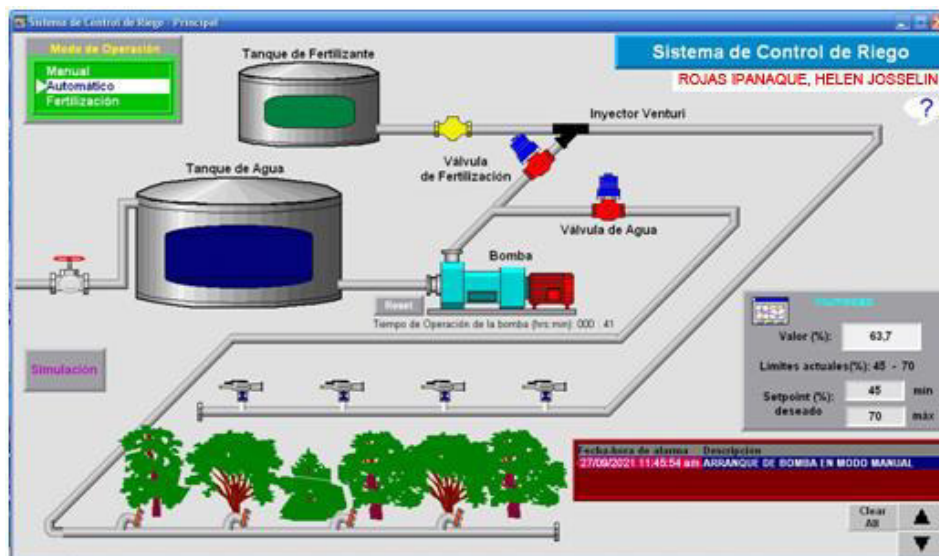 Sistema de Control de Riego - Principal
Modo de Operación
Manual
Automático
Fertilización
Tanque de Fertilizante
Sistema de Control de Riego
ROJAS IPANAQUE, HELEN JOSSELIN
?
Inyector Venturi
Válvula
de Fertilización
Tanque de Agua
Válvula de Agua
Bomba
Reset
Tiempo de Operación de la bomba (hrs:min): 000 : 41
Valor (%): 63,7
Límites actuales(%): 45 - 70
Setpoint (%):
deseado
45 min
70 máx
Simulación
Fecha-hora de alarma Descripción
27/09/2021 11:45:54 am ARRANQUE DE BOMBA EN MODO MANUAL
Clear
All